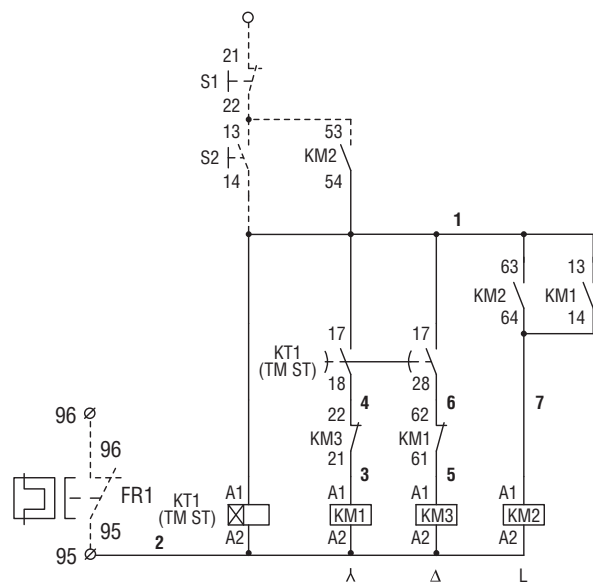 21
S1
22
13
S2
14
53
KM2
54
1
63
KM2
64
13
KM1
14
17
KT1
(TM ST)
18
17
28
96
4
6
7
22
KM3
21
62
KM1
61
96
FR1
95
3
5
95
2
KT1
(TM ST)
A1
A2
A1
KM1
A2
A1
KM3
A2
A1
KM2
A2
⅄
Δ
L